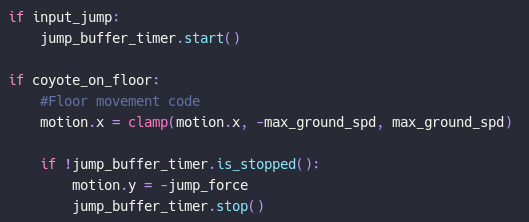 if input_jump:
    jump_buffer_timer.start()

if coyote_on_floor:
    #Floor movement code
    motion.x = clamp(motion.x, -max_ground_spd, max_ground_spd)

    if !jump_buffer_timer.is_stopped():
        motion.y = -jump_force
        jump_buffer_timer.stop()